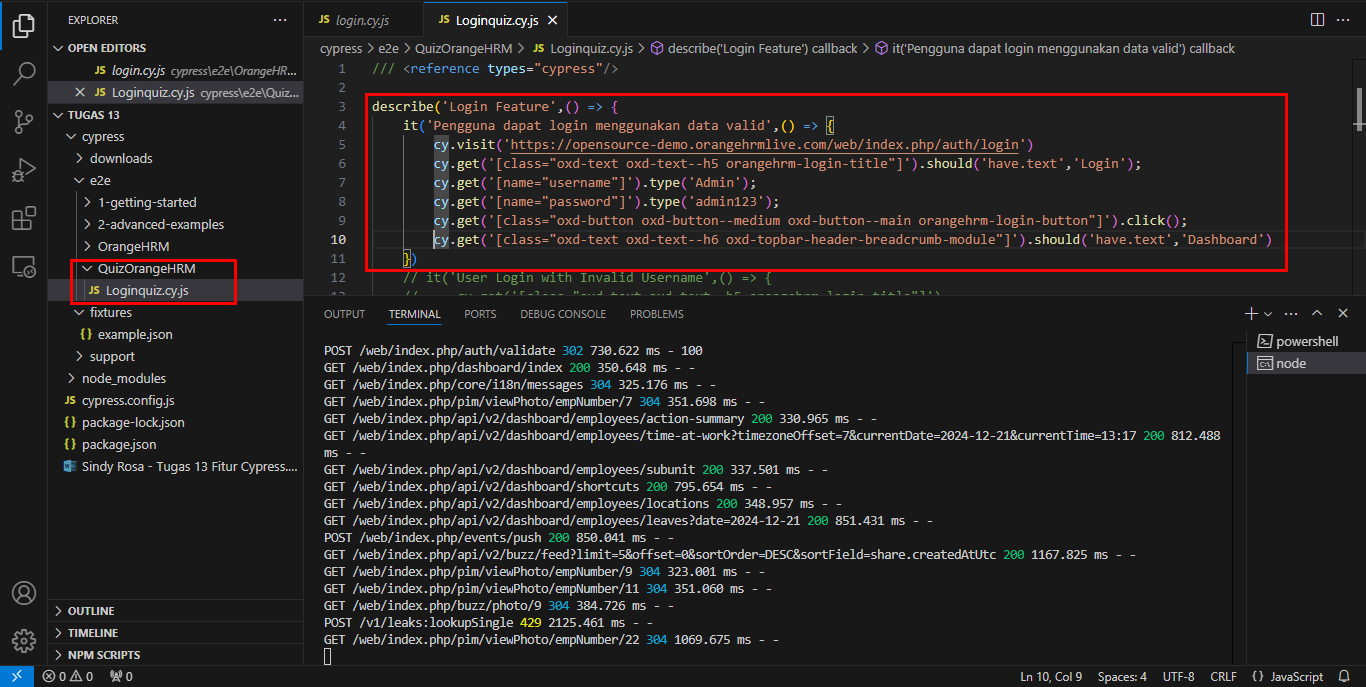 EXPLORER
OPEN EDITORS
JS login.cy.js cypress\e2e\OrangeHR...
JS Loginquiz.cy.js cypress\e2e\Quiz...
TUGAS 13
cypress
downloads
e2e
1-getting-started
2-advanced-examples
OrangeHRM
QuizOrangeHRM
JS Loginquiz.cy.js
fixtures
{} example.json
support
node_modules
JS cypress.config.js
{} package-lock.json
{} package.json
Sindy Rosa - Tugas 13 Fitur Cypress....
OUTLINE
TIMELINE
NPM SCRIPTS
JS login.cy.js
JS Loginquiz.cy.js
cypress > e2e > QuizOrangeHRM > JS Loginquiz.cy.js > describe('Login Feature') callback > it('Pengguna dapat login menggunakan data valid') callback
1 /// <reference types="cypress"/>
2
3 describe('Login Feature',() => {
4 it('Pengguna dapat login menggunakan data valid',() => {
5 cy.visit('https://opensource-demo.orangehrmlive.com/web/index.php/auth/login')
6 cy.get('[class="oxd-text oxd-text--h5 orangehrm-login-title"]').should('have.text','Login');
7 cy.get('[name="username"]').type('Admin');
8 cy.get('[name="password"]').type('admin123');
9 cy.get('[class="oxd-button oxd-button--medium oxd-button--main orangehrm-login-button"]').click();
10 cy.get('[class="oxd-text oxd-text--h6 oxd-topbar-header-breadcrumb-module"]').should('have.text','Dashboard')
11 })
12 // it('User Login with Invalid Username',() => {
OUTPUT TERMINAL PORTS DEBUG CONSOLE PROBLEMS
POST /web/index.php/auth/validate 302 730.622 ms - 100
GET /web/index.php/dashboard/index 200 350.648 ms - -
GET /web/index.php/core/i18n/messages 304 325.176 ms - -
GET /web/index.php/pim/viewPhoto/empNumber/7 304 351.698 ms - -
GET /web/index.php/api/v2/dashboard/employees/action-summary 200 330.965 ms - -
GET /web/index.php/api/v2/dashboard/employees/time-at-work?timezoneOffset=7&currentDate=2024-12-21&currentTime=13:17 200 812.488
ms - -
GET /web/index.php/api/v2/dashboard/employees/subunit 200 337.501 ms - -
GET /web/index.php/api/v2/dashboard/shortcuts 200 795.654 ms - -
GET /web/index.php/api/v2/dashboard/employees/locations 200 348.957 ms - -
GET /web/index.php/api/v2/dashboard/employees/leaves?date=2024-12-21 200 851.431 ms - -
POST /web/index.php/events/push 200 850.041 ms - -
GET /web/index.php/api/v2/buzz/feed?limit=5&offset=0&sortOrder=DESC&sortField=share.createdAtUtc 200 1167.825 ms - -
GET /web/index.php/pim/viewPhoto/empNumber/9 304 323.001 ms - -
GET /web/index.php/pim/viewPhoto/empNumber/11 304 351.060 ms - -
GET /web/index.php/buzz/photo/9 304 384.726 ms - -
POST /v1/leaks:lookupSingle 429 2125.461 ms - -
GET /web/index.php/pim/viewPhoto/empNumber/22 304 1069.675 ms - -
powershell
node
0 0 0
Ln 10, Col 9 Spaces: 4 UTF-8 CRLF {} JavaScript